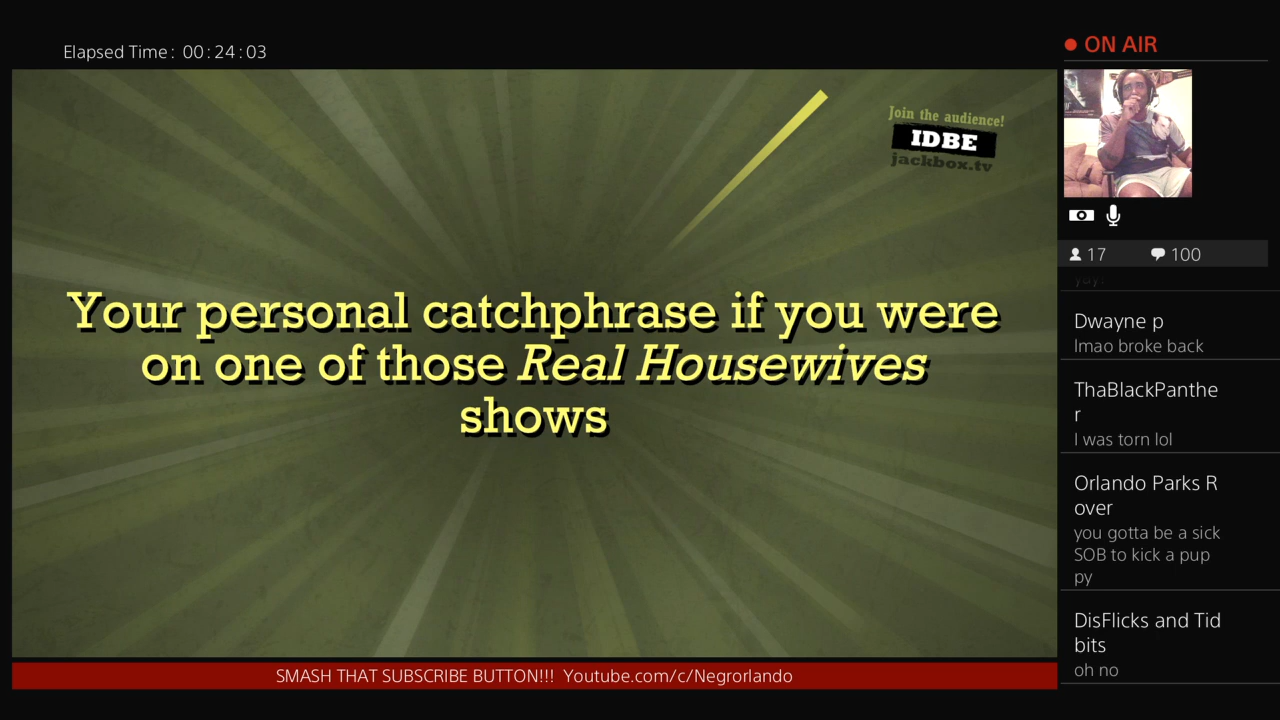 Elapsed Time: 00:24:03
ON AIR
Join the audience!
IDBE
jackbox.tv
Your personal catchphrase if you were
on one of those Real Housewives
shows
SMASH THAT SUBSCRIBE BUTTON!!! Youtube.com/c/Negrorlando
17 100
yay!
Dwayne p
lmao broke back
ThaBlackPanthe
r
I was torn lol
Orlando Parks R
over
you gotta be a sick
SOB to kick a pup
py
DisFlicks and Tid
bits
oh no